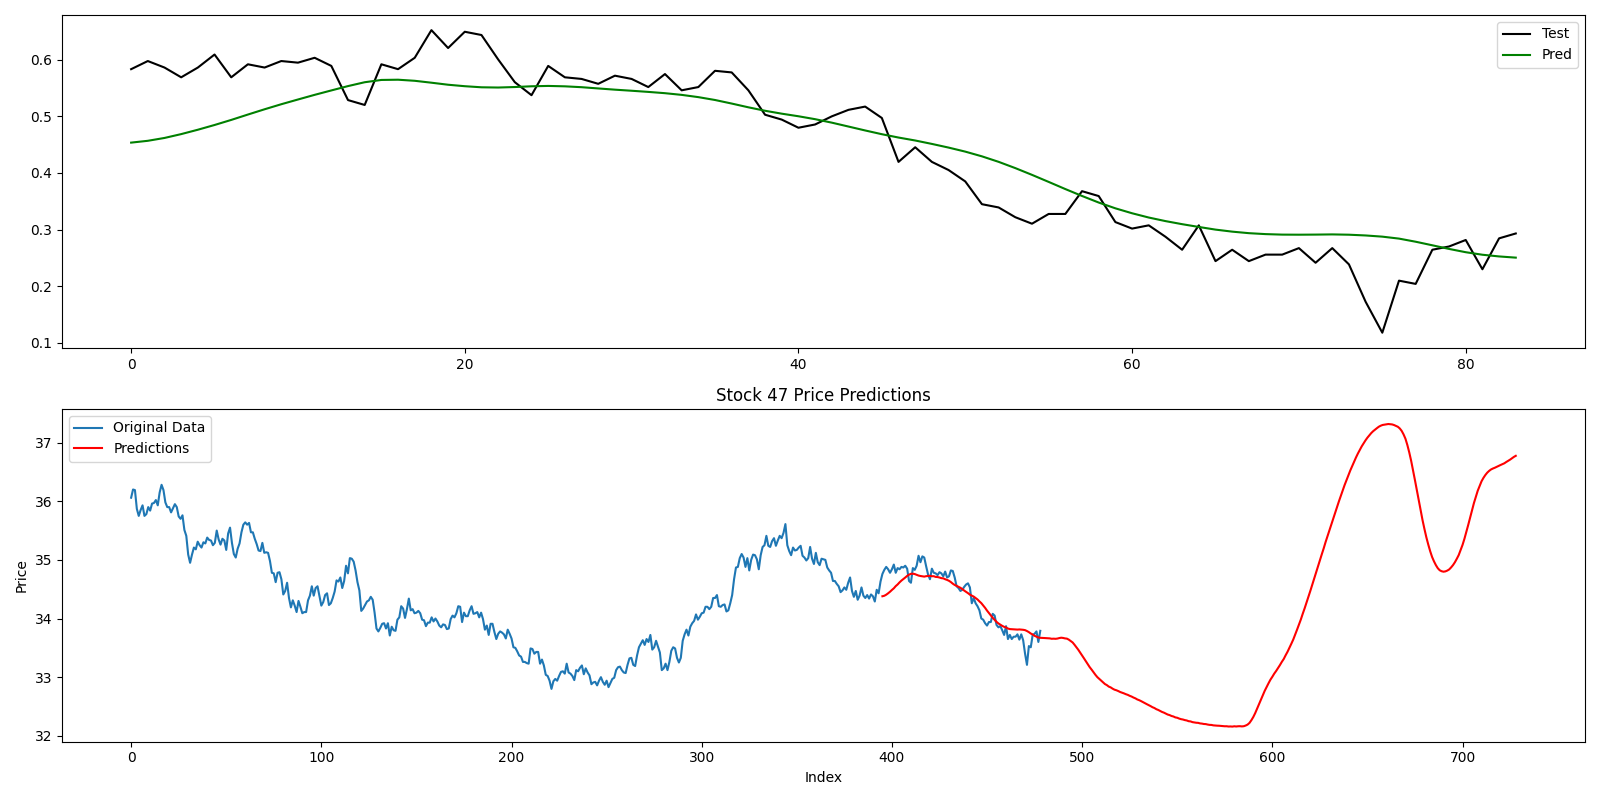 0.6
0.5
0.4
0.3
0.2
0.1
Test
Pred
0 20 40 60 80
Stock 47 Price Predictions
Original Data
Predictions
Price
37
36
35
34
33
32
0 100 200 300 400 500 600 700
Index